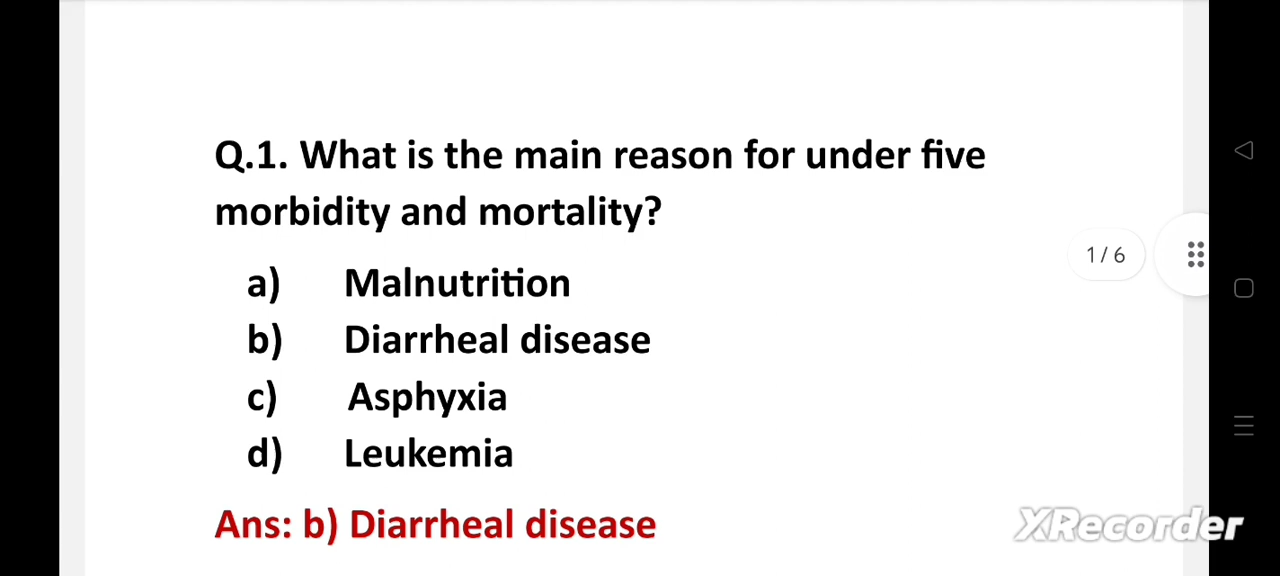 Q.1. What is the main reason for under five
morbidity and mortality?
a) Malnutrition
b) Diarrheal disease
c) Asphyxia
d) Leukemia
Ans: b) Diarrheal disease
1/6
XRecorder